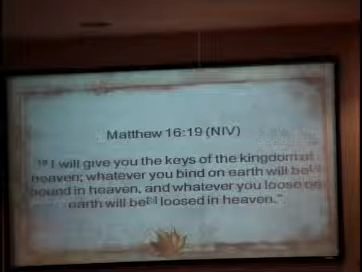 Matthew 16:19 (NIV)
19 I will give you the keys of the kingdom of
heaven; whatever you bind on earth will be
bound in heaven, and whatever you loose on
earth will be loosed in heaven."